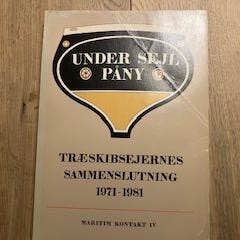 UNDER SEJL
PÅNY
TRÆSKIBSEJERNES
SAMMENSLUTNING
1971-1981
MARITIM KONTAKT IV